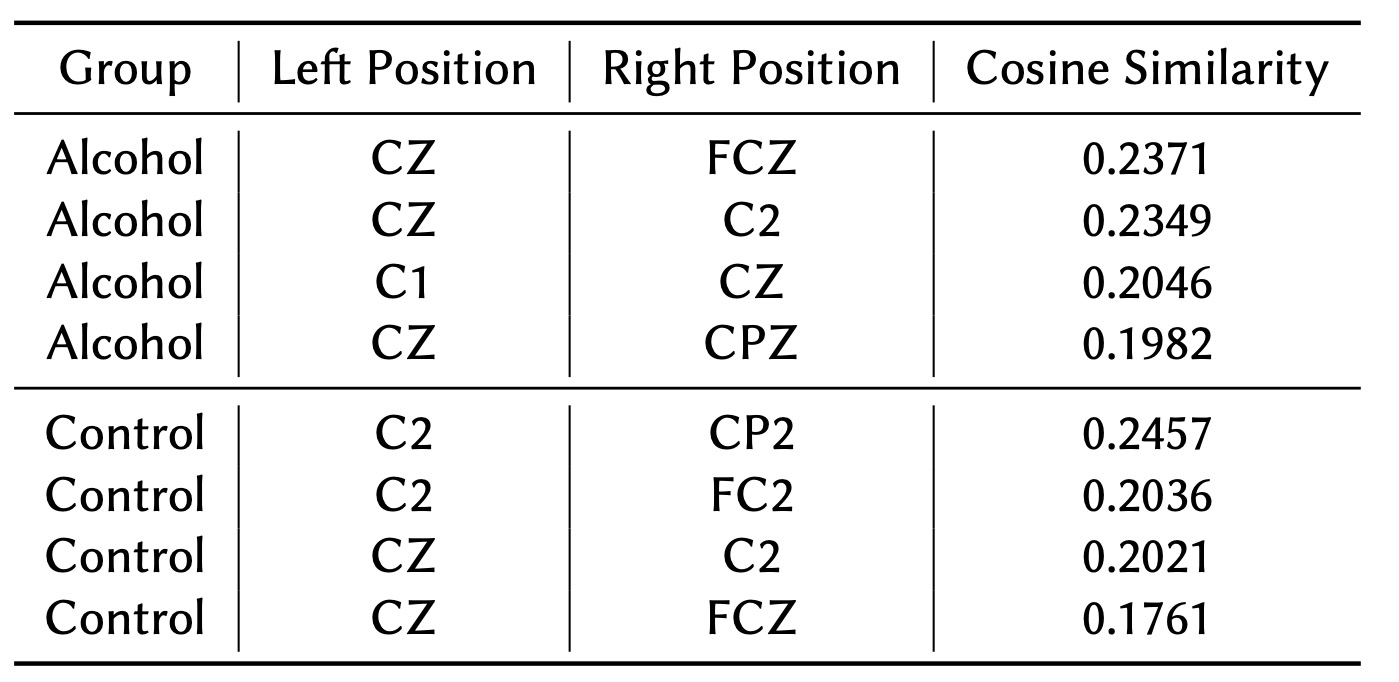 Group Left Position Right Position Cosine Similarity
Alcohol CZ FCZ 0.2371
Alcohol CZ C2 0.2349
Alcohol C1 CZ 0.2046
Alcohol CZ CPZ 0.1982
Control C2 CP2 0.2457
Control C2 FC2 0.2036
Control CZ C2 0.2021
Control CZ FCZ 0.1761